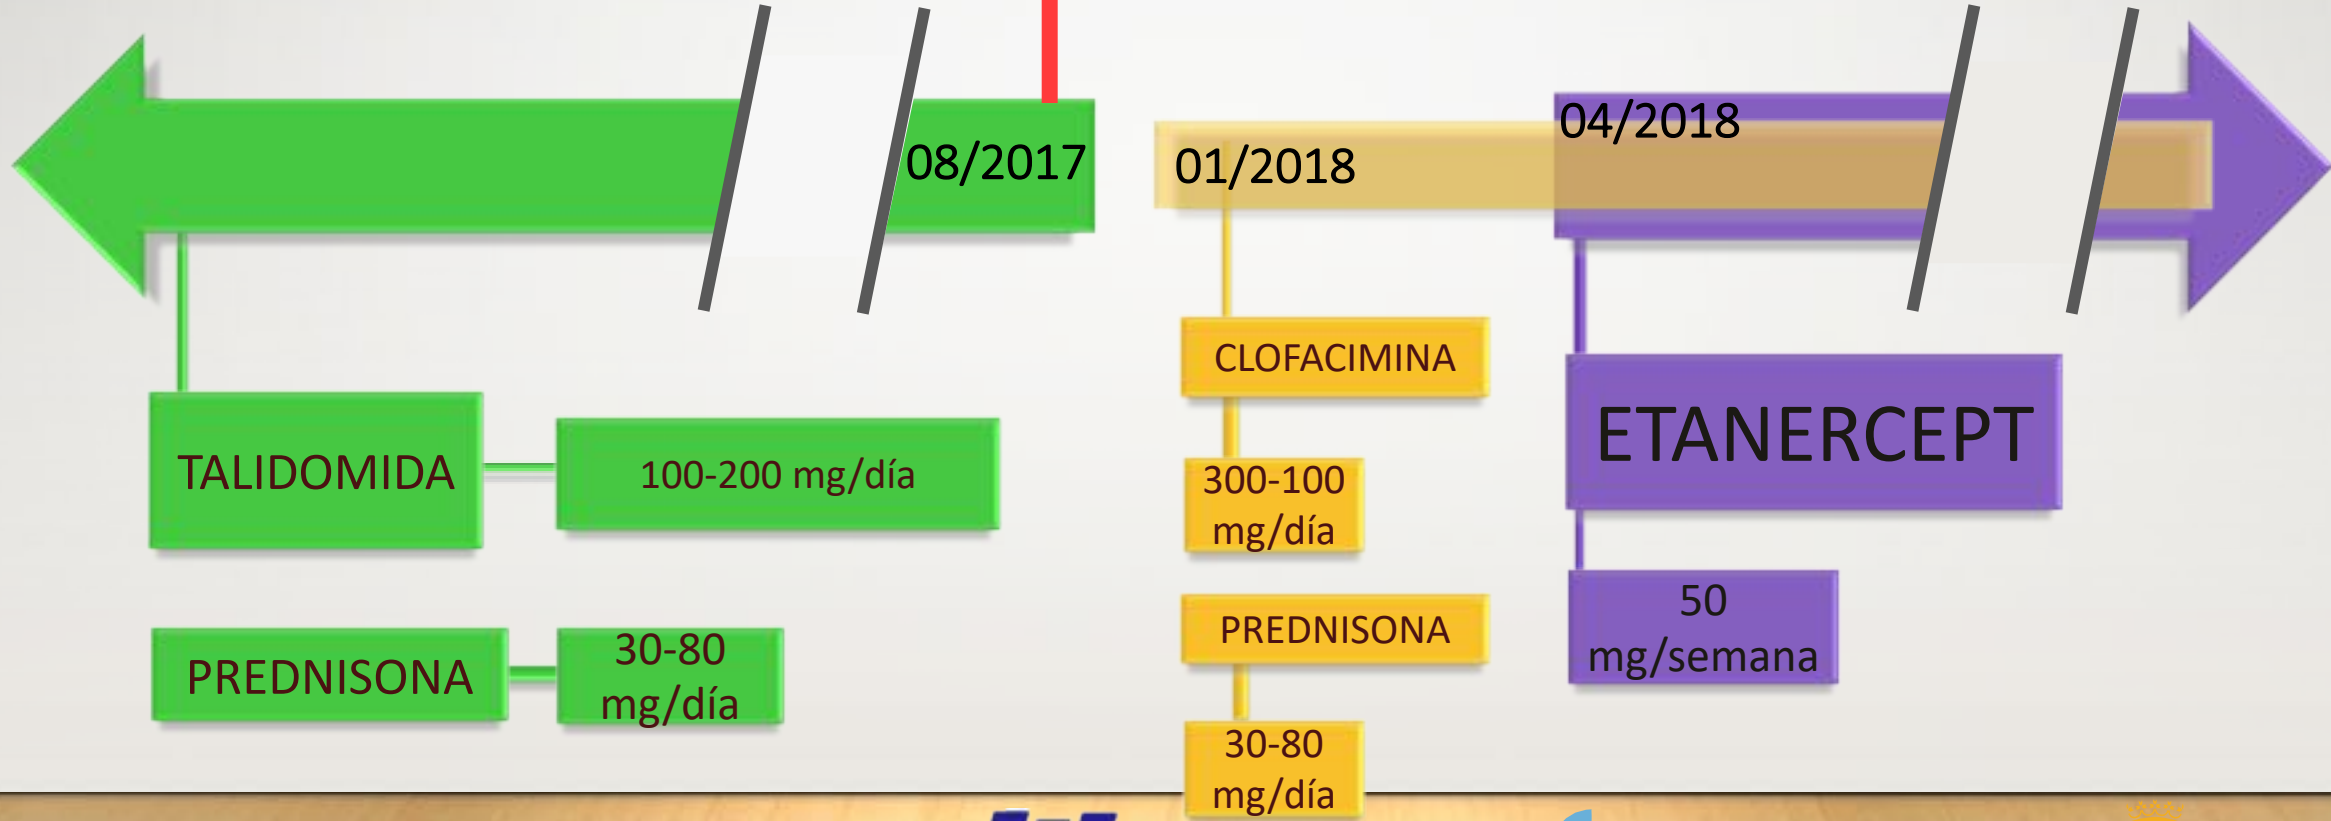 08/2017
01/2018
04/2018
TALIDOMIDA
100-200 mg/día
PREDNISONA
30-80
mg/día
CLOFACIMINA
300-100
mg/día
PREDNISONA
30-80
mg/día
ETANERCEPT
50
mg/semana